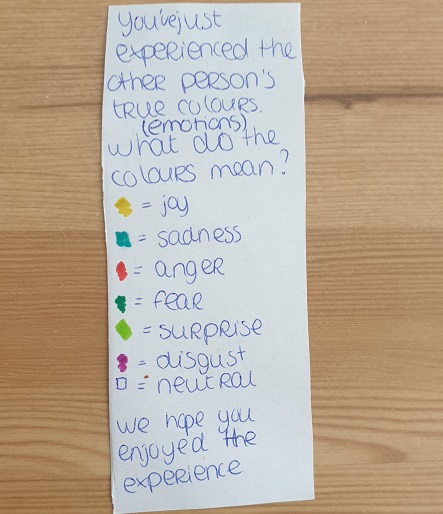 You've just
experienced the
other person's
true colours.
(emotions)
what do the
colours mean?
= joy
= sadness
= anger
= fear
= surprise
= disgust
= neutral
we hope you
enjoyed the
experience